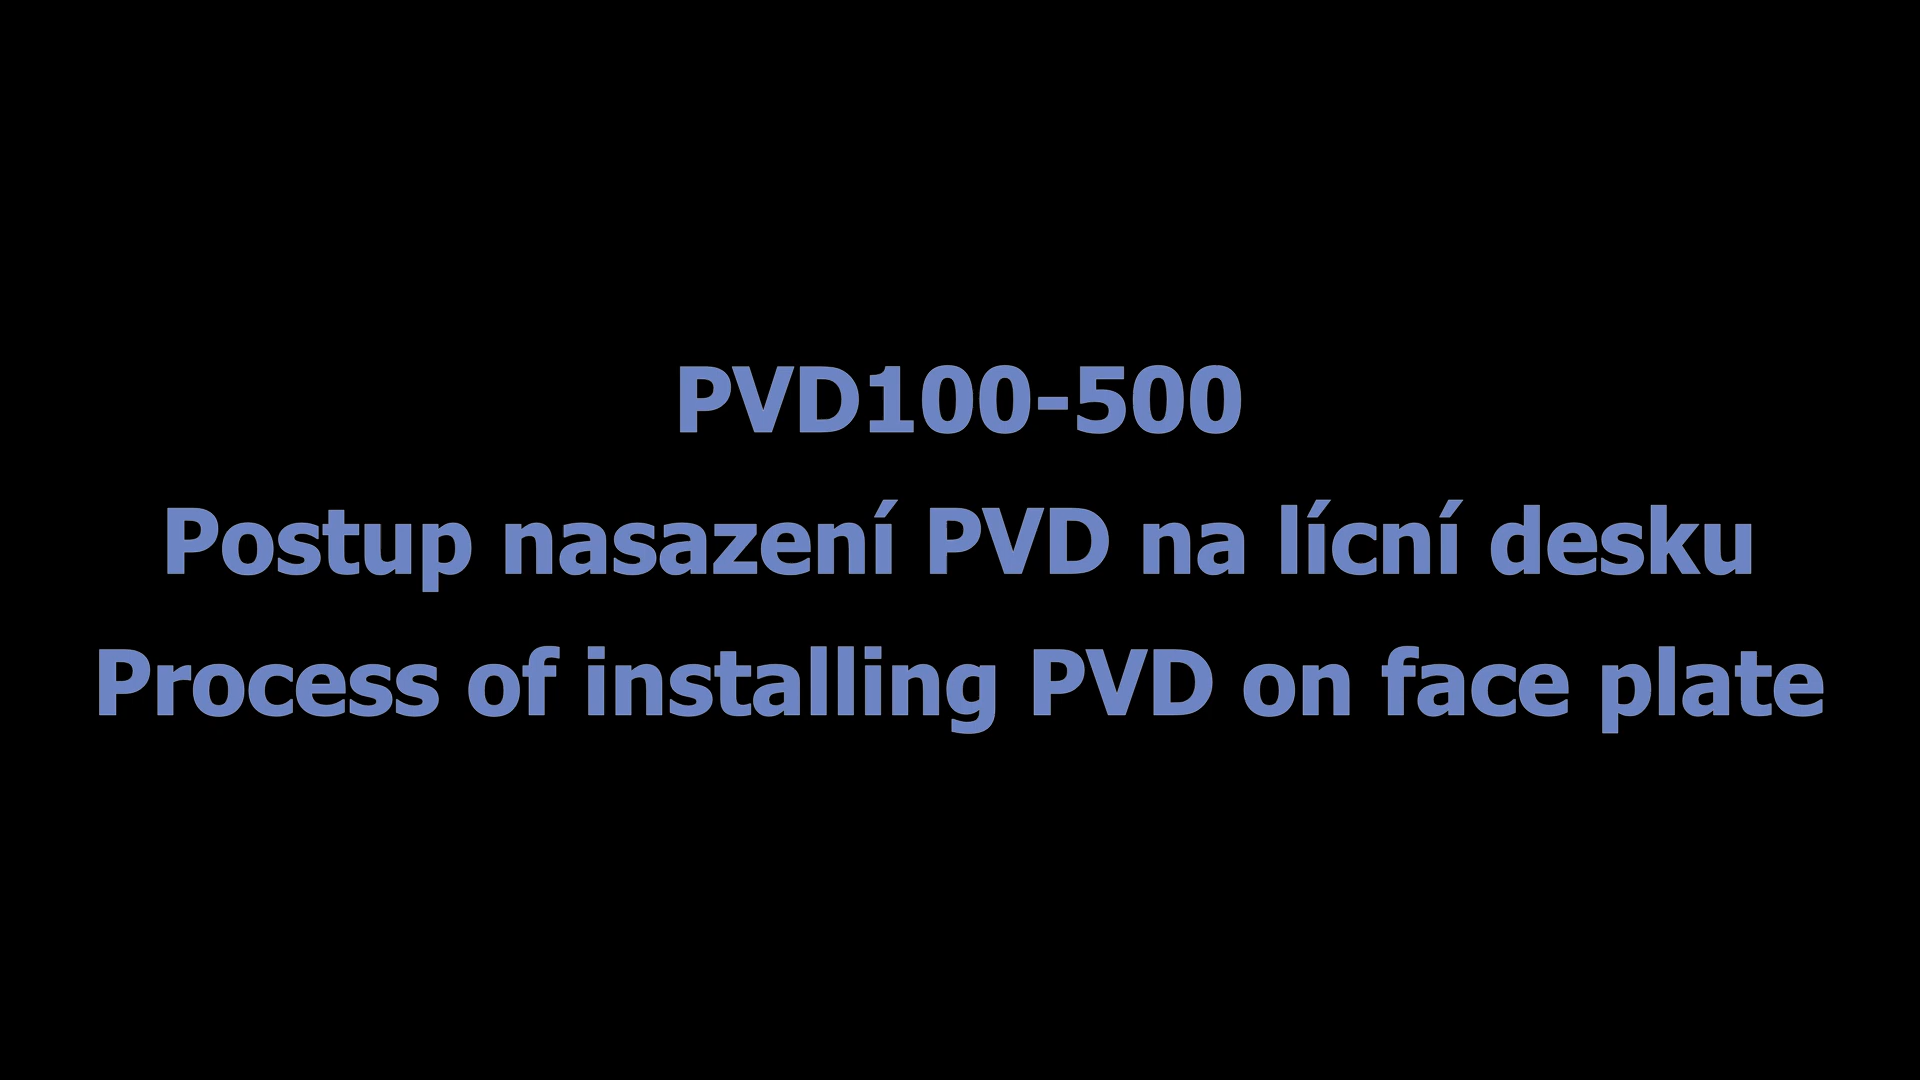 PVD100-500
Postup nasazení PVD na lícní desku
Process of installing PVD on face plate